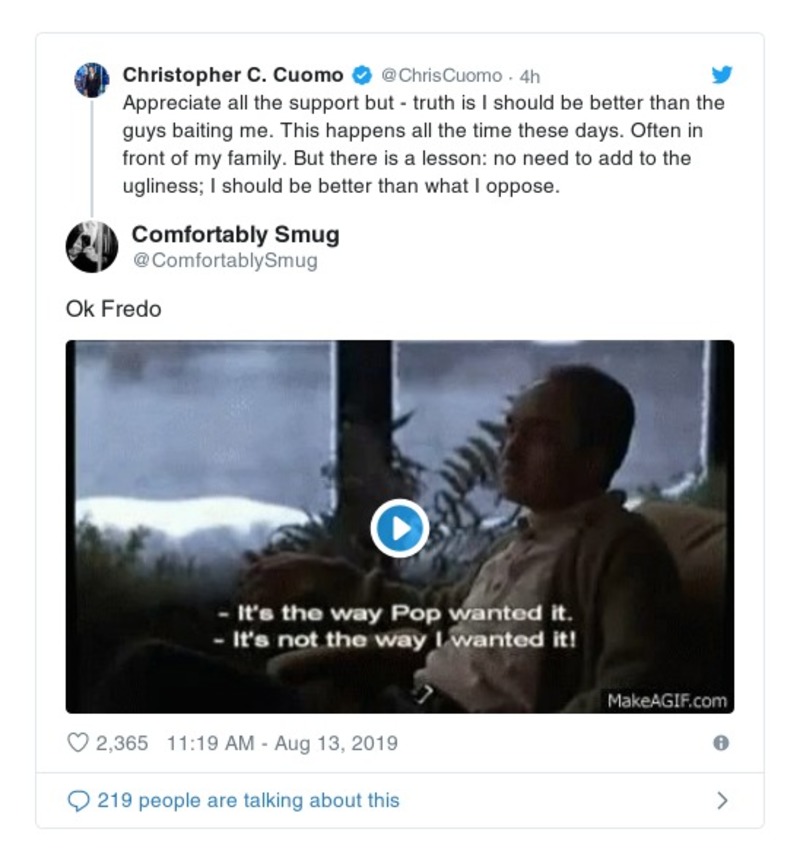 Christopher C. Cuomo @ChrisCuomo · 4h
Appreciate all the support but - truth is I should be better than the
guys baiting me. This happens all the time these days. Often in
front of my family. But there is a lesson: no need to add to the
ugliness; I should be better than what I oppose.
Comfortably Smug
@ComfortablySmug
Ok Fredo
- It's the way Pop wanted it.
- It's not the way I wanted it!
MakeAGIF.com
2,365 11:19 AM - Aug 13, 2019
219 people are talking about this